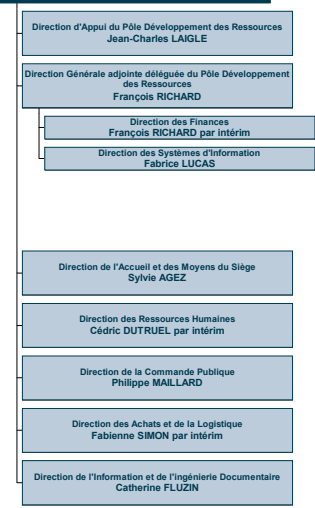 Direction d'Appui du Pôle Développement des Ressources
Jean-Charles LAIGLE
Direction Générale adjointe déléguée du Pôle Développement
des Ressources
François RICHARD
Direction des Finances
François RICHARD par intérim
Direction des Systèmes d'Information
Fabrice LUCAS
Direction de l'Accueil et des Moyens du Siège
Sylvie AGEZ
Direction des Ressources Humaines
Cédric DUTRUEL par intérim
Direction de la Commande Publique
Philippe MAILLARD
Direction des Achats et de la Logistique
Fabienne SIMON par intérim
Direction de l'Information et de l'ingénierie Documentaire
Catherine FLUZIN